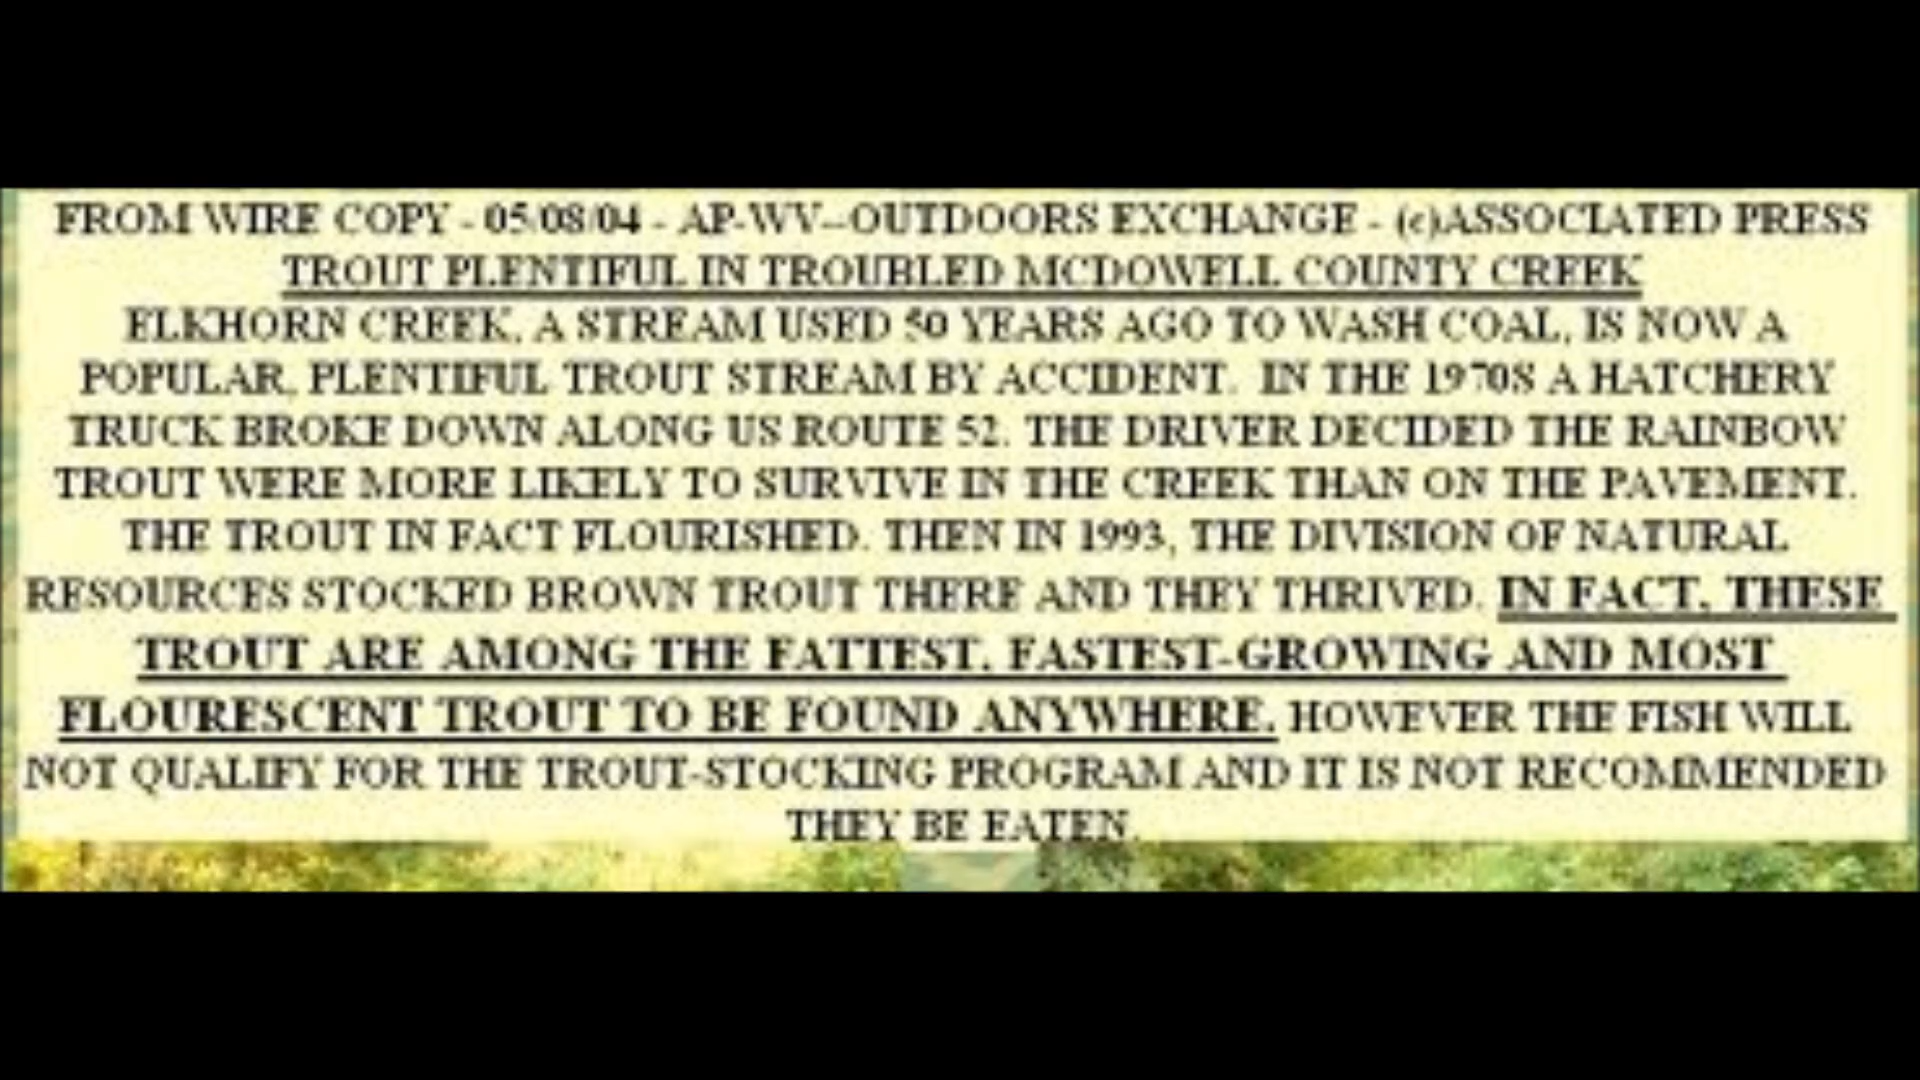 FROM WIRE COPY - 05/08/04 - AP-WV--OUTDOORS EXCHANGE - (c)ASSOCIATED PRESS
TROUT PLENTIFUL IN TROUBLED MCDOWELL COUNTY CREEK
ELKHORN CREEK, A STREAM USED 50 YEARS AGO TO WASH COAL, IS NOW A
POPULAR, PLENTIFUL TROUT STREAM BY ACCIDENT. IN THE 1970S A HATCHERY
TRUCK BROKE DOWN ALONG US ROUTE 52. THE DRIVER DECIDED THE RAINBOW
TROUT WERE MORE LIKELY TO SURVIVE IN THE CREEK THAN ON THE PAVEMENT.
THE TROUT IN FACT FLOURISHED. THEN IN 1993, THE DIVISION OF NATURAL
RESOURCES STOCKED BROWN TROUT THERE AND THEY THRIVED. IN FACT, THESE
TROUT ARE AMONG THE FATTEST, FASTEST-GROWING AND MOST
FLOURESCENT TROUT TO BE FOUND ANYWHERE. HOWEVER THE FISH WILL
NOT QUALIFY FOR THE TROUT-STOCKING PROGRAM AND IT IS NOT RECOMMENDED
THEY BE EATEN.